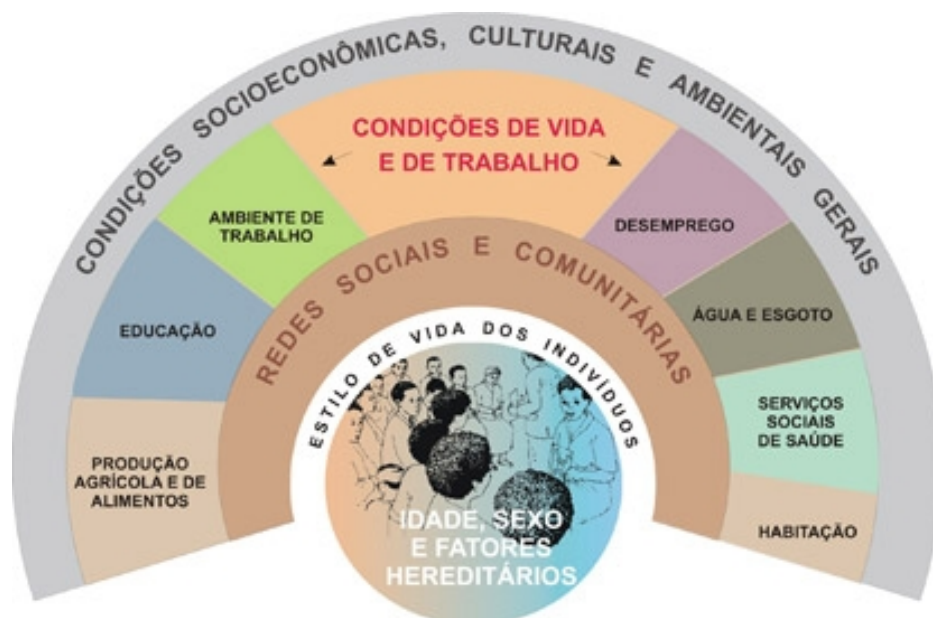 CONDIÇÕES SOCIOECONÔMICAS, CULTURAIS E AMBIENTAIS GERAIS
CONDIÇÕES DE VIDA
E DE TRABALHO
AMBIENTE DE
TRABALHO
DESEMPREGO
REDES SOCIAIS E COMUNITÁRIAS
EDUCAÇÃO
ÁGUA E ESGOTO
ESTILO DE VIDA DOS INDIVÍDUOS
PRODUÇÃO
AGRÍCOLA E DE
ALIMENTOS
SERVIÇOS
SOCIAIS
DE SAÚDE
HABITAÇÃO
IDADE, SEXO
E FATORES
HEREDITÁRIOS